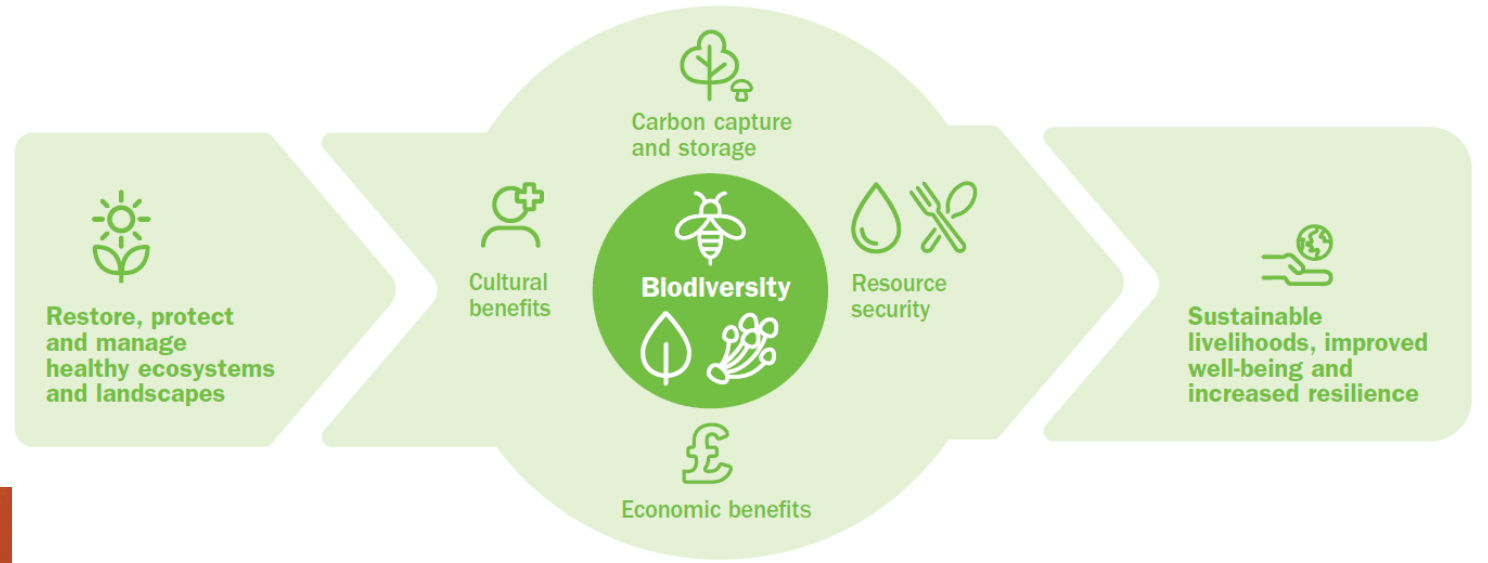 Restore, protect
and manage
healthy ecosystems
and landscapes
Cultural
benefits
Carbon capture
and storage
Biodiversity
Economic benefits
Resource
security
Sustainable
livelihoods, improved
well-being and
increased resilience